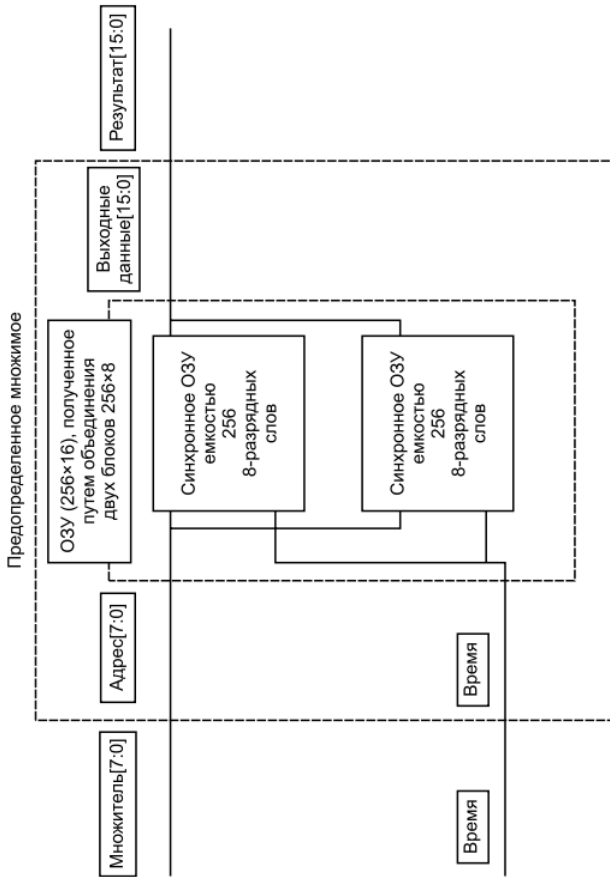 Предопределенное множимое
Множитель[7:0]
Адрес[7:0]
ОЗУ (256×16), полученное
путем объединения
двух блоков 256×8
Выходные
данные[15:0]
Результат[15:0]
Синхронное ОЗУ
емкостью
256
8-разрядных
слов
Синхронное ОЗУ
емкостью
256
8-разрядных
слов
Время
Время